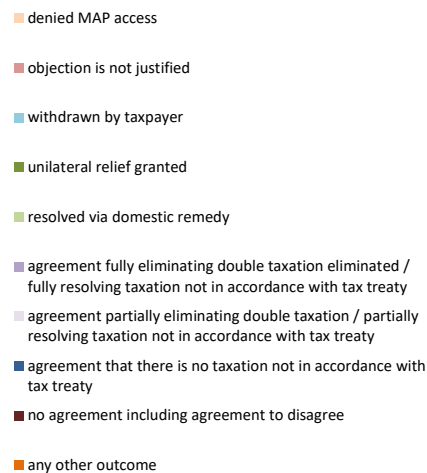 denied MAP access
objection is not justified
withdrawn by taxpayer
unilateral relief granted
resolved via domestic remedy
agreement fully eliminating double taxation eliminated /
fully resolving taxation not in accordance with tax treaty
agreement partially eliminating double taxation / partially
resolving taxation not in accordance with tax treaty
agreement that there is no taxation not in accordance with
tax treaty
no agreement including agreement to disagree
any other outcome